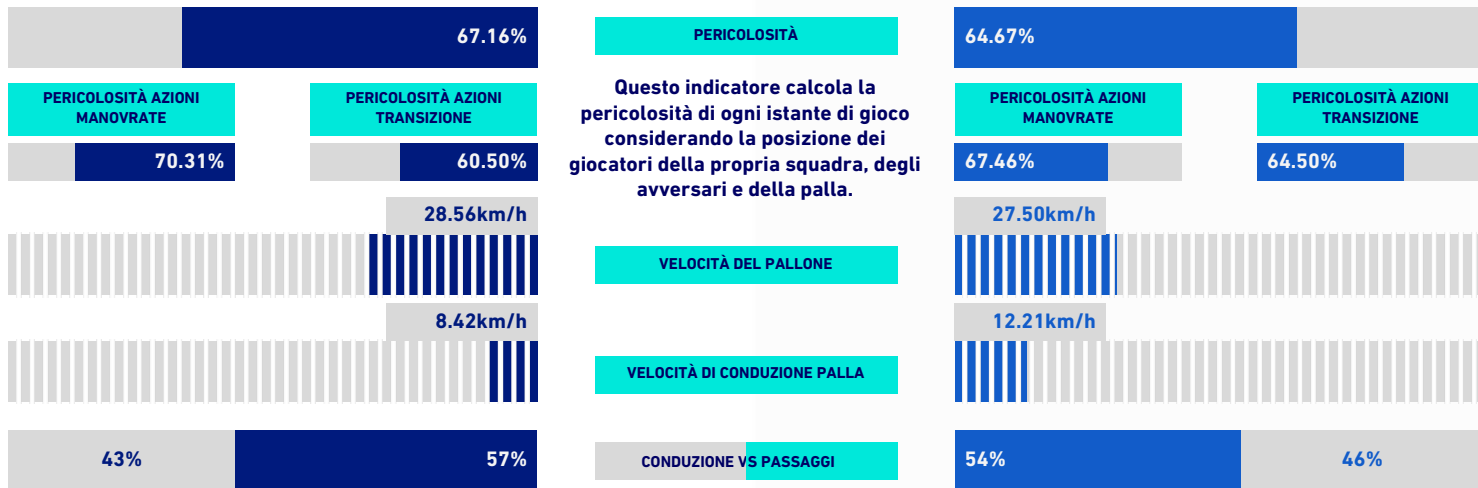 67.16%
PERICOLOSITÀ
64.67%
PERICOLOSITÀ AZIONI
MANOVRATE
PERICOLOSITÀ AZIONI
TRANSIZIONE
70.31%
60.50%
Questo indicatore calcola la
pericolosità di ogni istante di gioco
considerando la posizione dei
giocatori della propria squadra, degli
avversari e della palla.
PERICOLOSITÀ AZIONI
MANOVRATE
PERICOLOSITÀ AZIONI
TRANSIZIONE
67.46%
64.50%
28.56km/h
VELOCITÀ DEL PALLONE
27.50km/h
8.42km/h
VELOCITÀ DI CONDUZIONE PALLA
12.21km/h
43%
57%
CONDUZIONE VS PASSAGGI
54%
46%